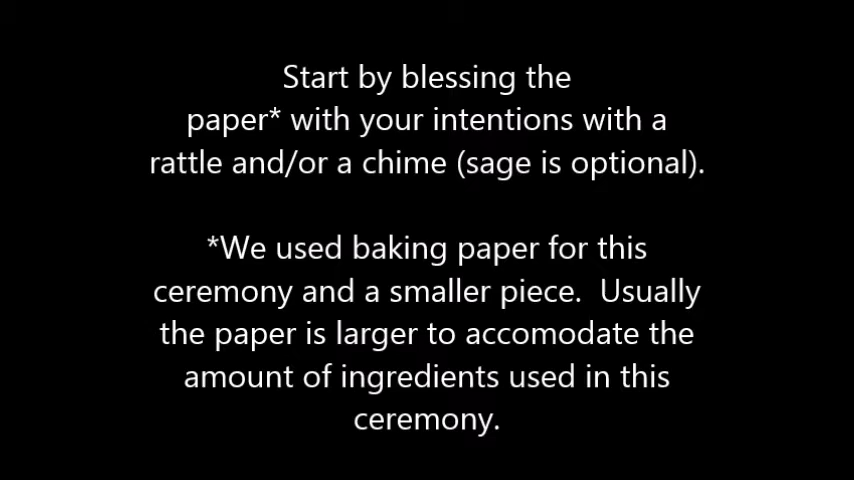 Start by blessing the
paper* with your intentions with a
rattle and/or a chime (sage is optional).
*We used baking paper for this
ceremony and a smaller piece.  Usually
the paper is larger to accomodate the
amount of ingredients used in this
ceremony.